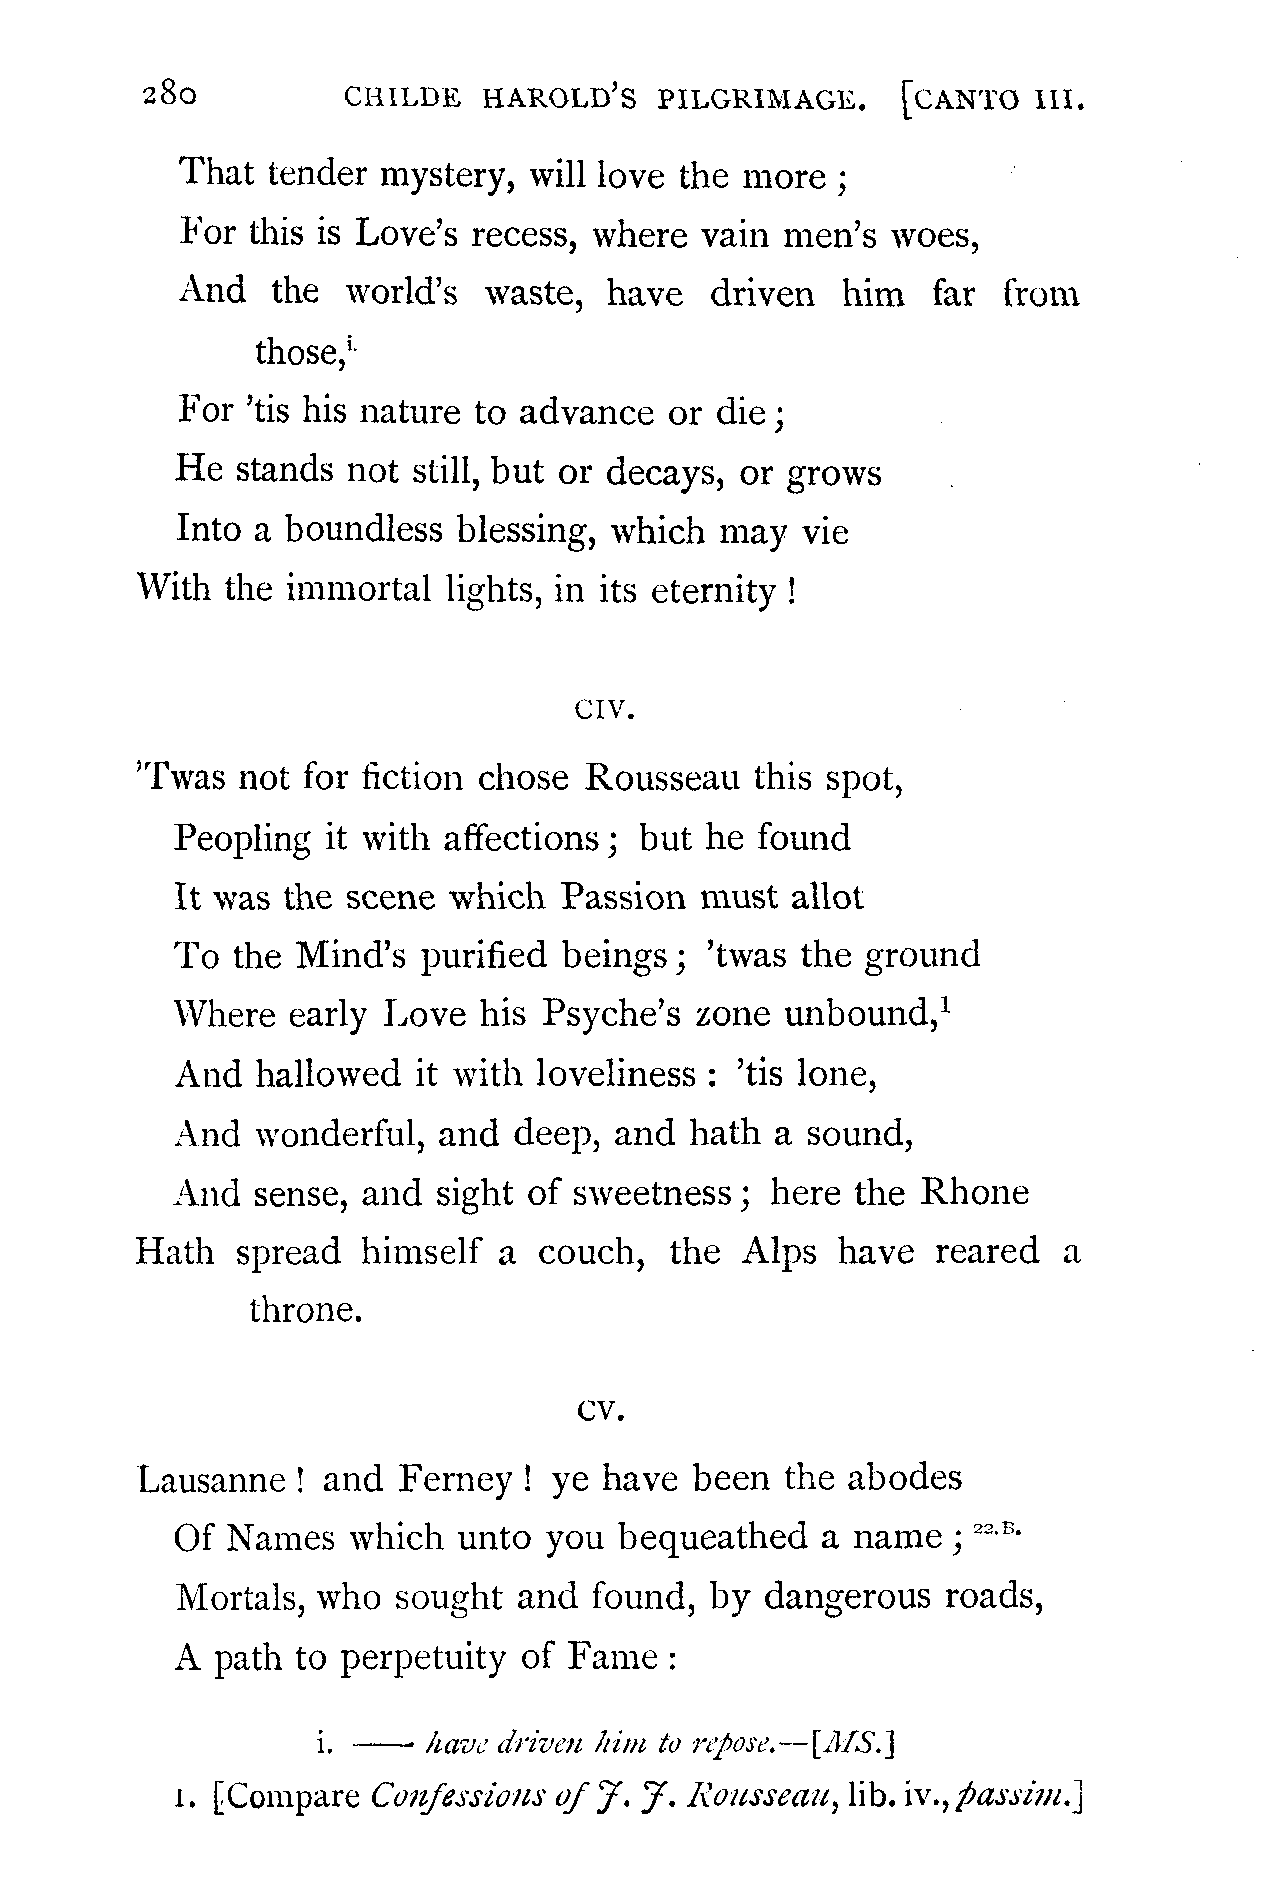 280 CHILDE HAROLD'S PILGRIMAGE. [CANTO III.
That tender mystery, will love the more ;
For this is Love's recess, where vain men's woes,
And the world's waste, have driven him far from
those,i.
For 'tis his nature to advance or die ;
He stands not still, but or decays, or grows
Into a boundless blessing, which may vie
With the immortal lights, in its eternity !
CIV.
'Twas not for fiction chose Rousseau this spot,
Peopling it with affections ; but he found
It was the scene which Passion must allot
To the Mind's purified beings ; 'twas the ground
Where early Love his Psyche's zone unbound,1
And hallowed it with loveliness : 'tis lone,
And wonderful, and deep, and hath a sound,
And sense, and sight of sweetness ; here the Rhone
Hath spread himself a couch, the Alps have reared a
throne.
CV.
Lausanne ! and Ferney ! ye have been the abodes
Of Names which unto you bequeathed a name ; 22.B.
Mortals, who sought and found, by dangerous roads,
A path to perpetuity of Fame :
i. —— have driven him to repose.—[MS.]
1. [Compare Confessions of J. J. Rousseau, lib. iv., passim.]